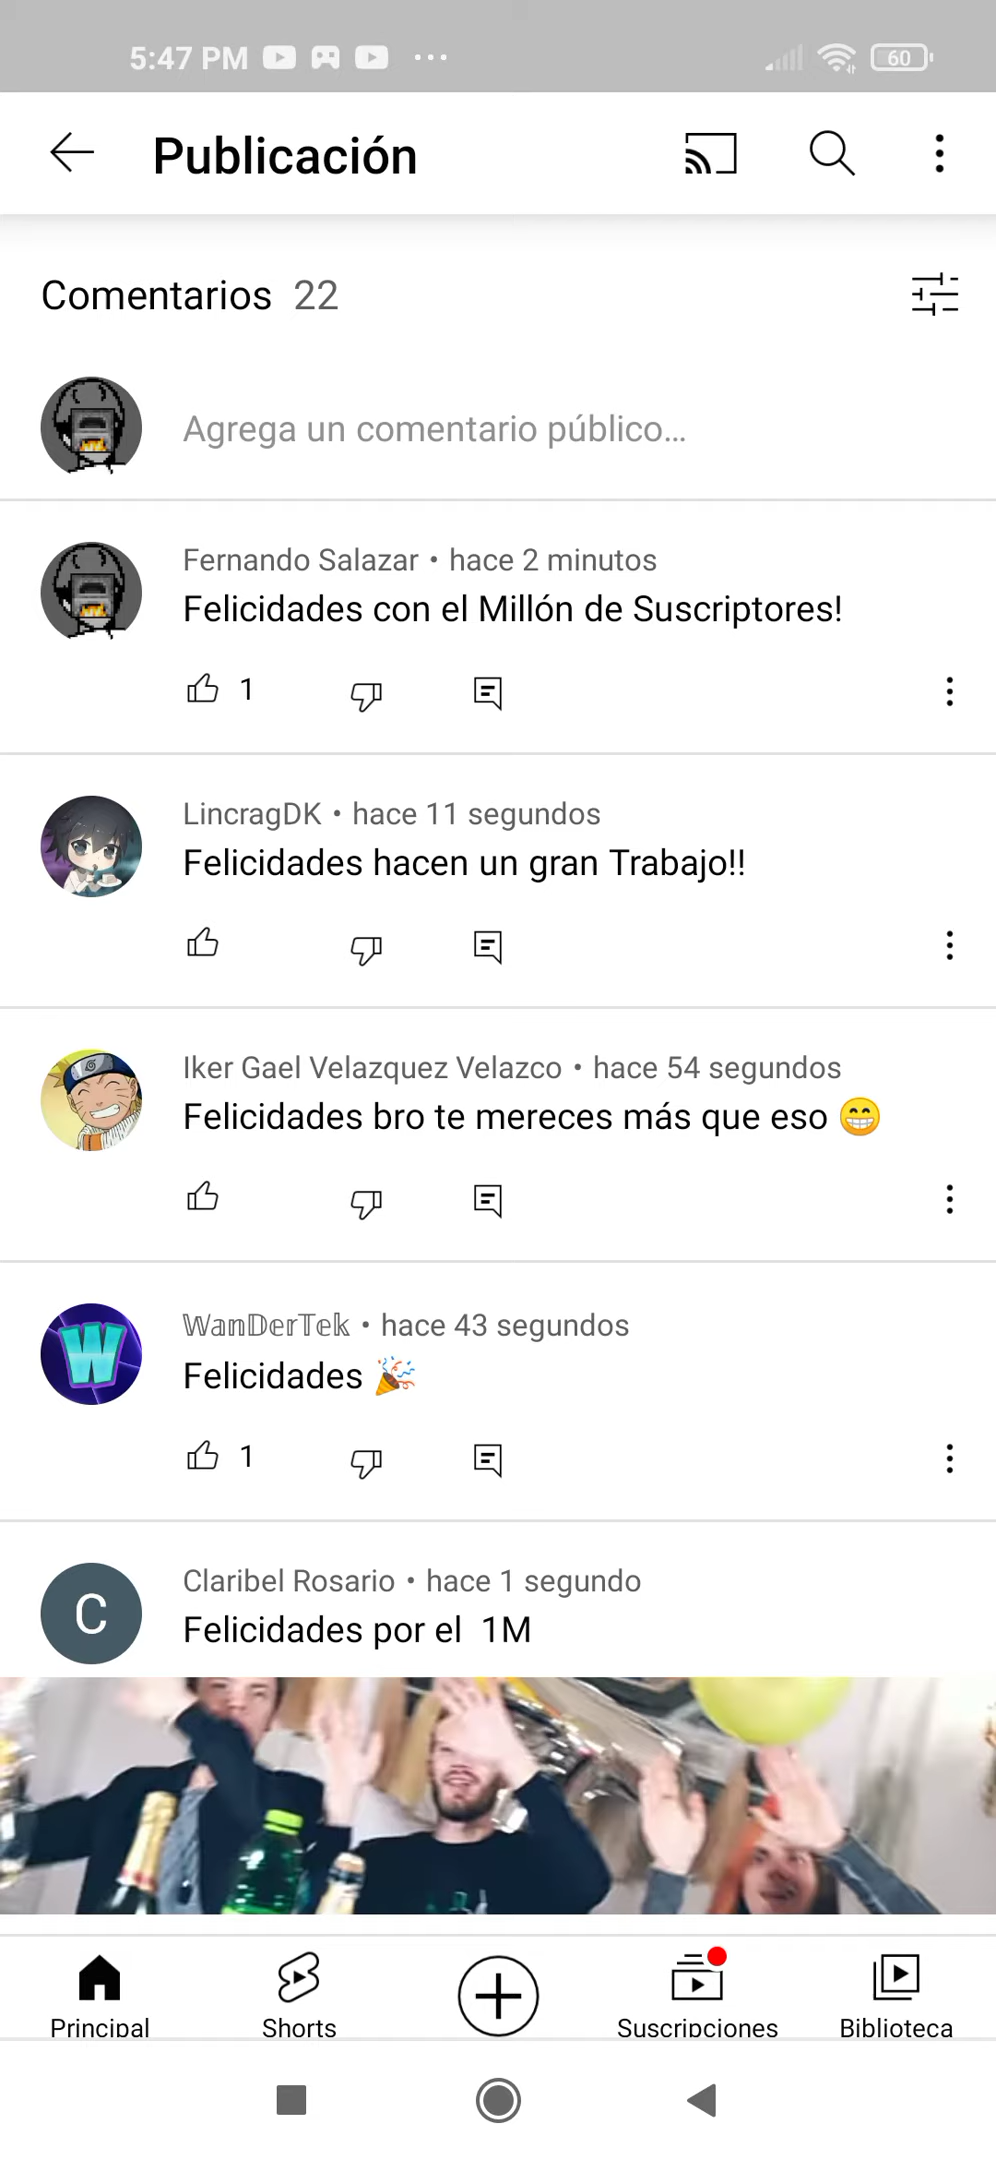 5:47 PM
60
Publicación
Comentarios 22
Agrega un comentario público...
Fernando Salazar • hace 2 minutos
Felicidades con el Millón de Suscriptores!
1
LincragDK • hace 11 segundos
Felicidades hacen un gran Trabajo!!
Iker Gael Velazquez Velazco • hace 54 segundos
Felicidades bro te mereces más que eso 😁
𝕎𝕒𝕟𝔻𝕖𝕣𝕋𝕖𝕜 • hace 43 segundos
Felicidades 🎉
1
C
Claribel Rosario • hace 1 segundo
Felicidades por el 1M
Principal Shorts Suscripciones Biblioteca